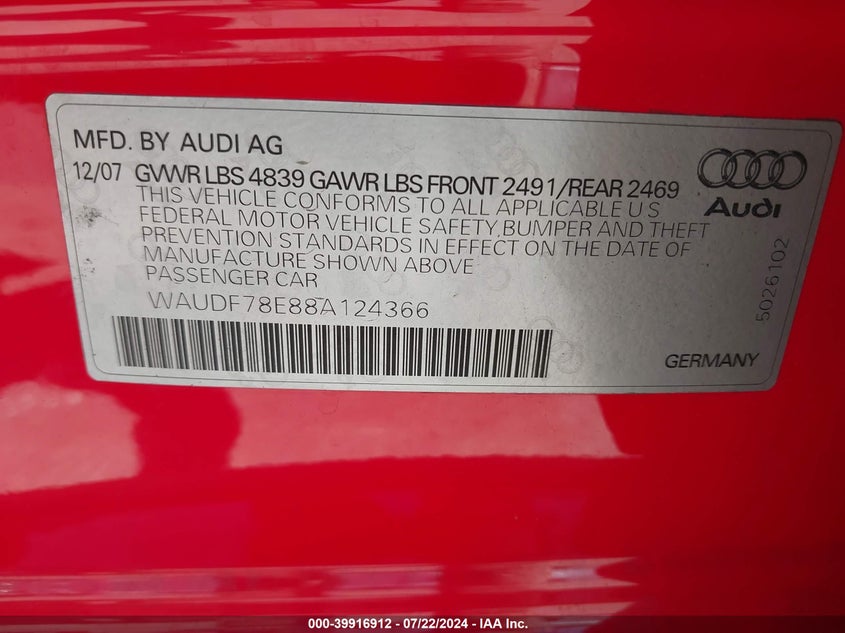 MFD. BY AUDI AG
12/07 GVWR LBS 4839 GAWR LBS FRONT 2491/REAR 2469
THIS VEHICLE CONFORMS TO ALL APPLICABLE U S
FEDERAL MOTOR VEHICLE SAFETY,BUMPER AND THEFT
PREVENTION STANDARDS IN EFFECT ON THE DATE OF
MANUFACTURE SHOWN ABOVE
PASSENGER CAR
WAUDF78E88A124366
Audi
5026102
GERMANY
000-39916912 - 07/22/2024 - IAA Inc.